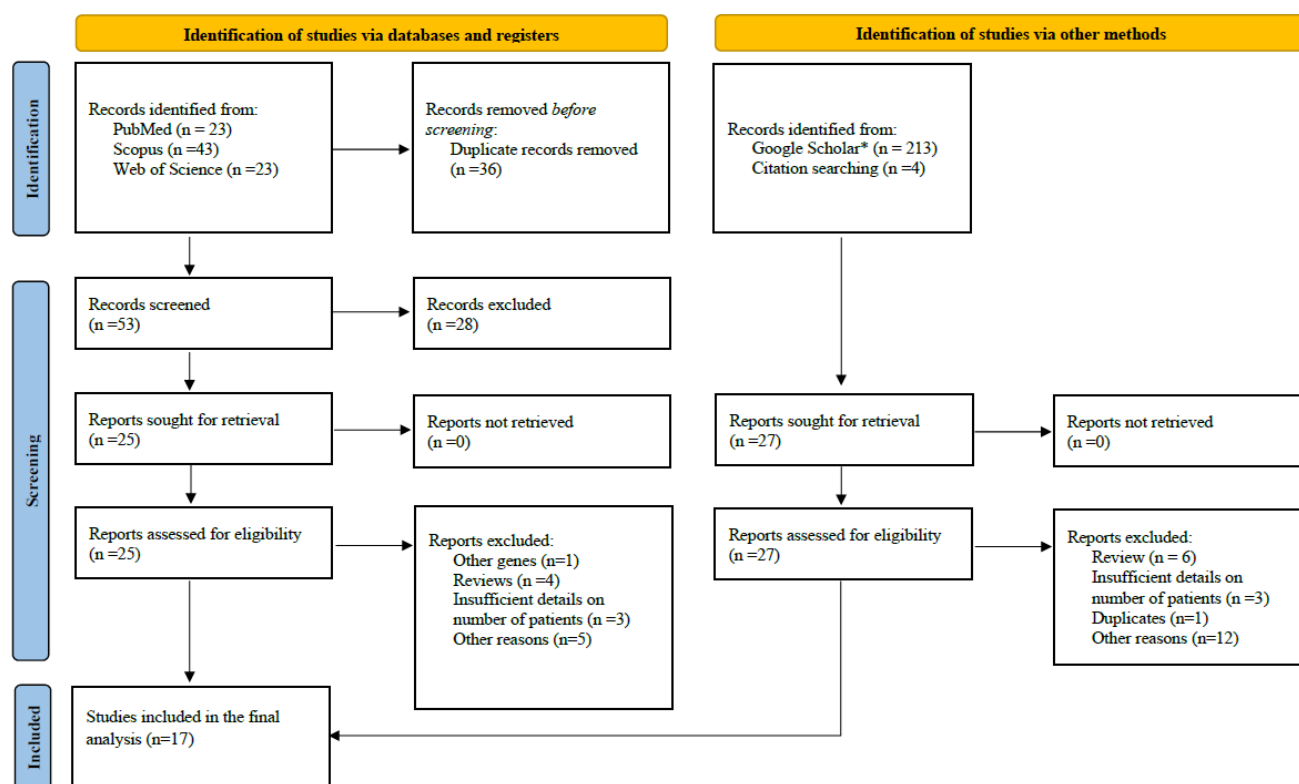 Identification of studies via databases and registers
Identification of studies via other methods
Identification
Records identified from:
PubMed (n = 23)
Scopus (n =43)
Web of Science (n =23)
Records removed before
screening:
Duplicate records removed
(n =36)
Records identified from:
Google Scholar* (n = 213)
Citation searching (n =4)
Screening
Records screened
(n =53)
Records excluded
(n =28)
Reports sought for retrieval
(n =25)
Reports not retrieved
(n =0)
Reports sought for retrieval
(n =27)
Reports not retrieved
(n =0)
Reports assessed for eligibility
(n =25)
Reports excluded:
Other genes (n=1)
Reviews (n =4)
Insufficient details on
number of patients (n =3)
Other reasons (n=5)
Reports assessed for eligibility
(n =27)
Reports excluded:
Review (n = 6)
Insufficient details on
number of patients (n =3)
Duplicates (n=1)
Other reasons (n=12)
Included
Studies included in the final
analysis (n=17)